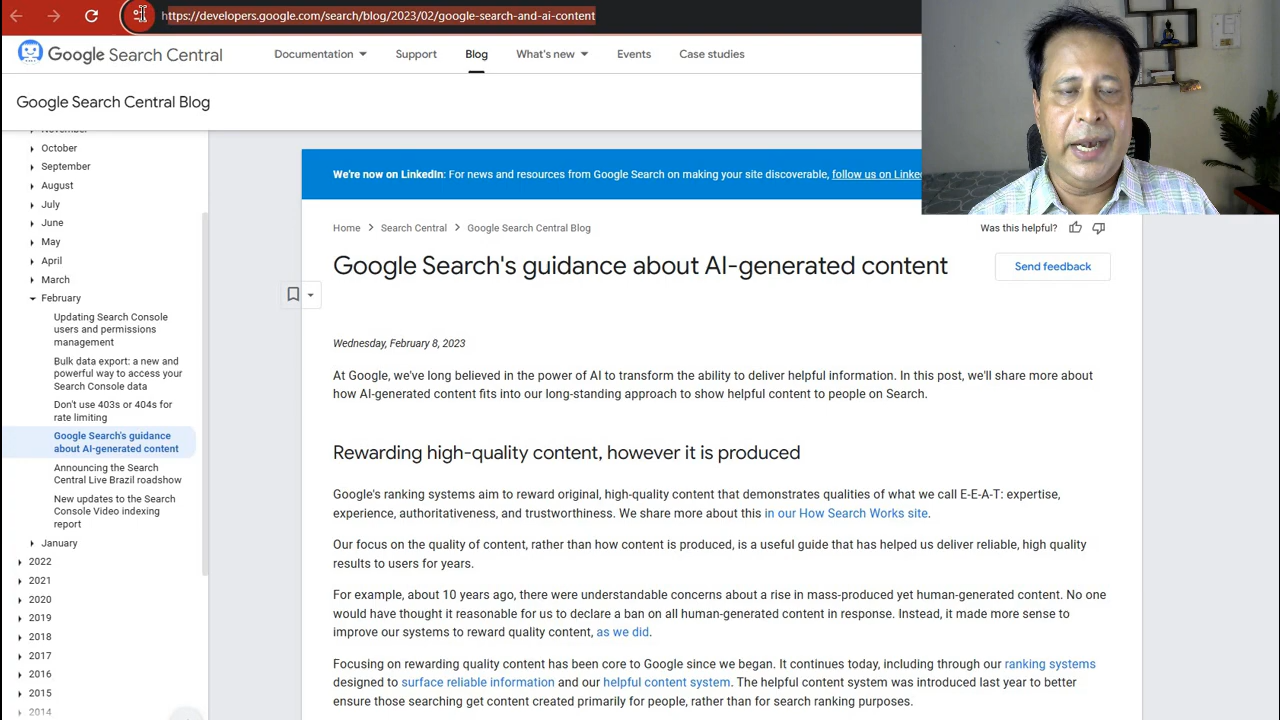 https://developers.google.com/search/blog/2023/02/google-search-and-ai-content
Google Search Central
Documentation
Support
Blog
What's new
Events
Case studies
Google Search Central Blog
November
October
September
August
July
June
May
April
March
February
Updating Search Console
users and permissions
management
Bulk data export: a new and
powerful way to access your
Search Console data
Don't use 403s or 404s for
rate limiting
Google Search's guidance
about AI-generated content
Announcing the Search
Central Live Brazil roadshow
New updates to the Search
Console Video indexing
report
January
2022
2021
2020
2019
2018
2017
2016
2015
2014
We're now on LinkedIn: For news and resources from Google Search on making your site discoverable, follow us on Linke
Home > Search Central > Google Search Central Blog
Was this helpful?
Google Search's guidance about AI-generated content
Send feedback
Wednesday, February 8, 2023
At Google, we've long believed in the power of AI to transform the ability to deliver helpful information. In this post, we'll share more about
how AI-generated content fits into our long-standing approach to show helpful content to people on Search.
Rewarding high-quality content, however it is produced
Google's ranking systems aim to reward original, high-quality content that demonstrates qualities of what we call E-E-A-T: expertise,
experience, authoritativeness, and trustworthiness. We share more about this in our How Search Works site.
Our focus on the quality of content, rather than how content is produced, is a useful guide that has helped us deliver reliable, high quality
results to users for years.
For example, about 10 years ago, there were understandable concerns about a rise in mass-produced yet human-generated content. No one
would have thought it reasonable for us to declare a ban on all human-generated content in response. Instead, it made more sense to
improve our systems to reward quality content, as we did.
Focusing on rewarding quality content has been core to Google since we began. It continues today, including through our ranking systems
designed to surface reliable information and our helpful content system. The helpful content system was introduced last year to better
ensure those searching get content created primarily for people, rather than for search ranking purposes.